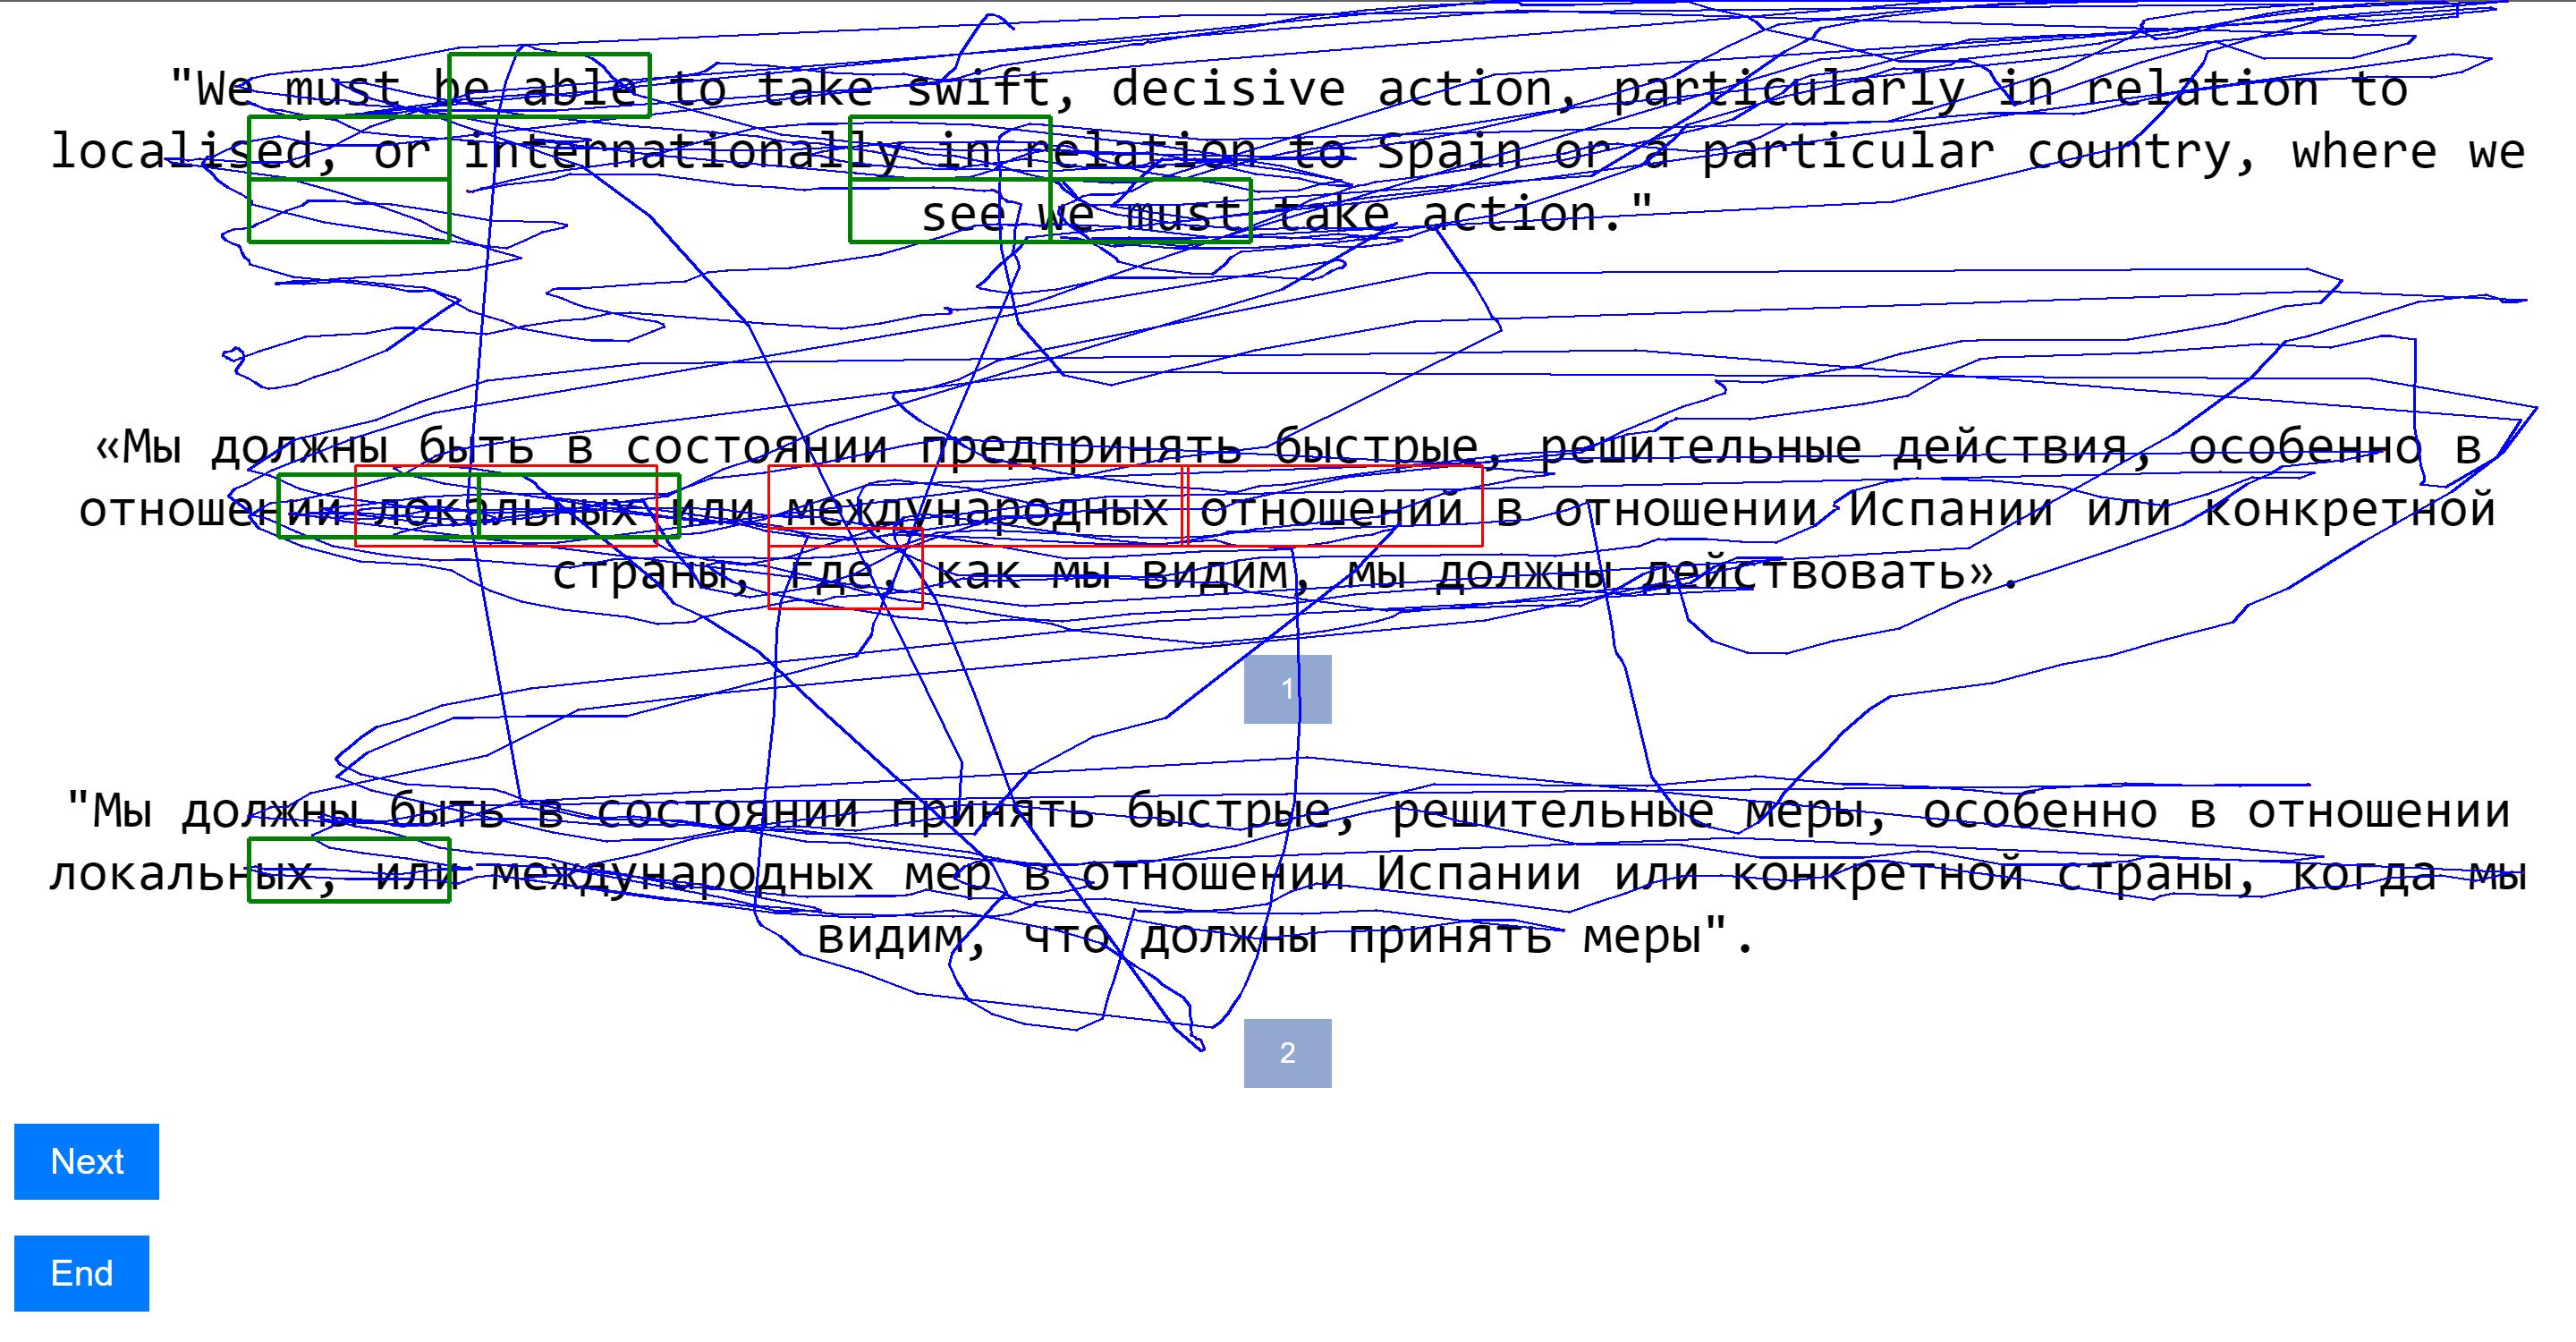 "We must be able to take swift, decisive action, particularly in relation to
localised, or internationally in relation to Spain or a particular country, where we
see we must take action."
«Мы должны быть в состоянии предпринять быстрые, решительные действия, особенно в
отношении локальных или международных отношений в отношении Испании или конкретной
страны, где, как мы видим, мы должны действовать».
1
"Мы должны быть в состоянии принять быстрые, решительные меры, особенно в отношении
локальных, или международных мер в отношении Испании или конкретной страны, когда мы
видим, что должны принять меры".
2
Next
End